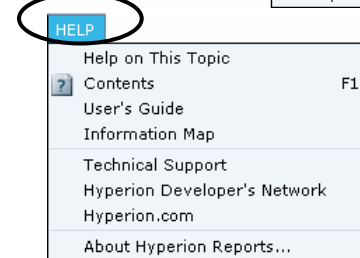 HELP
Help on This Topic
Contents F1
User's Guide
Information Map
Technical Support
Hyperion Developer's Network
Hyperion.com
About Hyperion Reports...